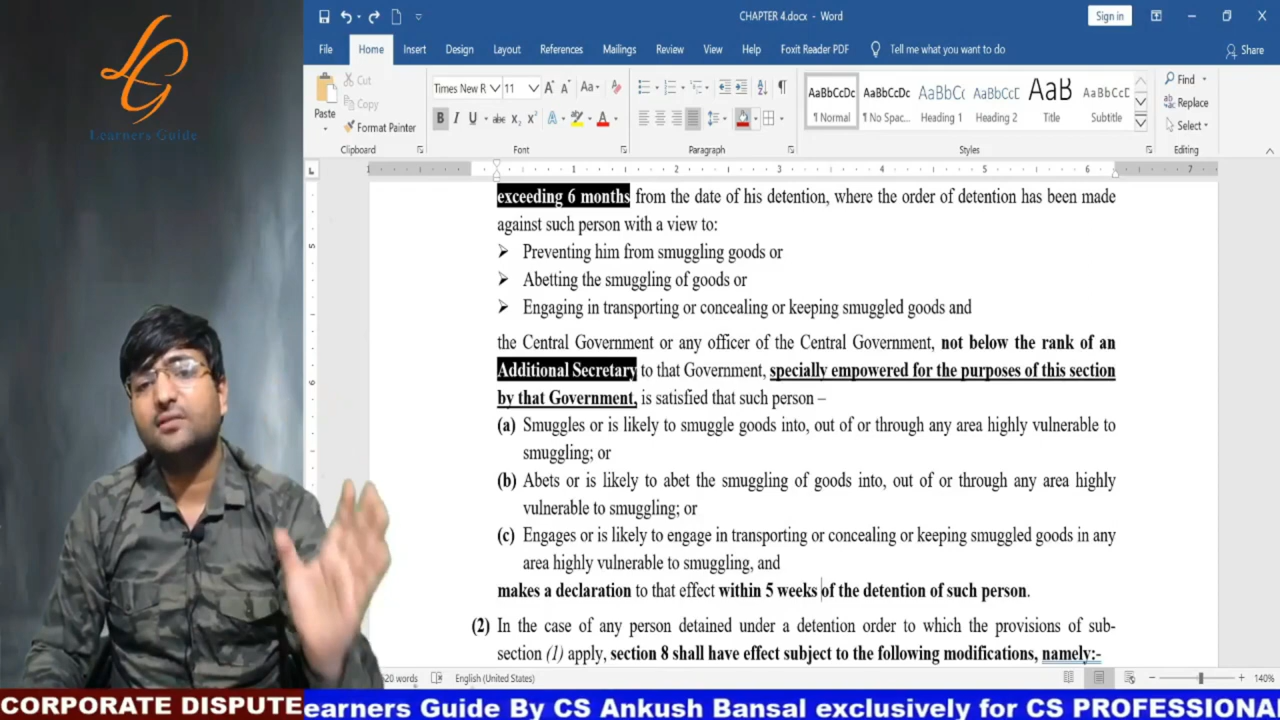 LG
Learners Guide
CHAPTER 4.docx - Word
Sign in
File Home Insert Design Layout References Mailings Review View Help Foxit Reader PDF Tell me what you want to do Share
Paste
Cut
Copy
Format Painter
Clipboard
Times New R 11
Font
Paragraph
AaBbCcDc AaBbCcDc AaBbCc AaBbCcD AaB AaBbCcD
¶ Normal ¶ No Spac... Heading 1 Heading 2 Title Subtitle
Styles
Find
Replace
Select
Editing
exceeding 6 months from the date of his detention, where the order of detention has been made
against such person with a view to:
➢ Preventing him from smuggling goods or
➢ Abetting the smuggling of goods or
➢ Engaging in transporting or concealing or keeping smuggled goods and
the Central Government or any officer of the Central Government, not below the rank of an
Additional Secretary to that Government, specially empowered for the purposes of this section
by that Government, is satisfied that such person –
(a) Smuggles or is likely to smuggle goods into, out of or through any area highly vulnerable to
smuggling; or
(b) Abets or is likely to abet the smuggling of goods into, out of or through any area highly
vulnerable to smuggling; or
(c) Engages or is likely to engage in transporting or concealing or keeping smuggled goods in any
area highly vulnerable to smuggling, and
makes a declaration to that effect within 5 weeks of the detention of such person.
(2) In the case of any person detained under a detention order to which the provisions of sub-
section (1) apply, section 8 shall have effect subject to the following modifications, namely:-
520 words English (United States) 140%
CORPORATE DISPUTE earners Guide By CS Ankush Bansal exclusively for CS PROFESSIONA